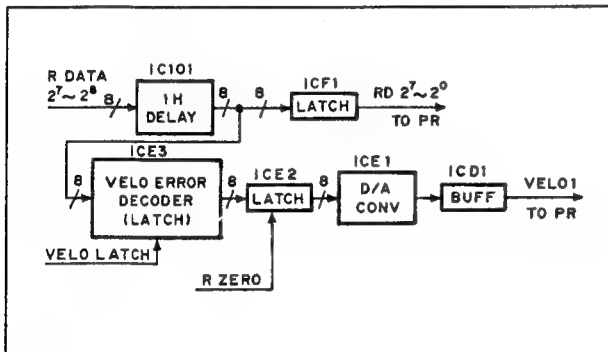 IC101
R DATA
2⁷~2⁸
8
1H
DELAY
8
8
ICF1
LATCH
RD 2⁷~2⁰
TO PR
ICE3
8
VELO ERROR
DECODER
(LATCH)
8
ICE2
LATCH
8
ICE1
D/A
CONV
ICD1
BUFF
VELO1
TO PR
VELO LATCH
R ZERO